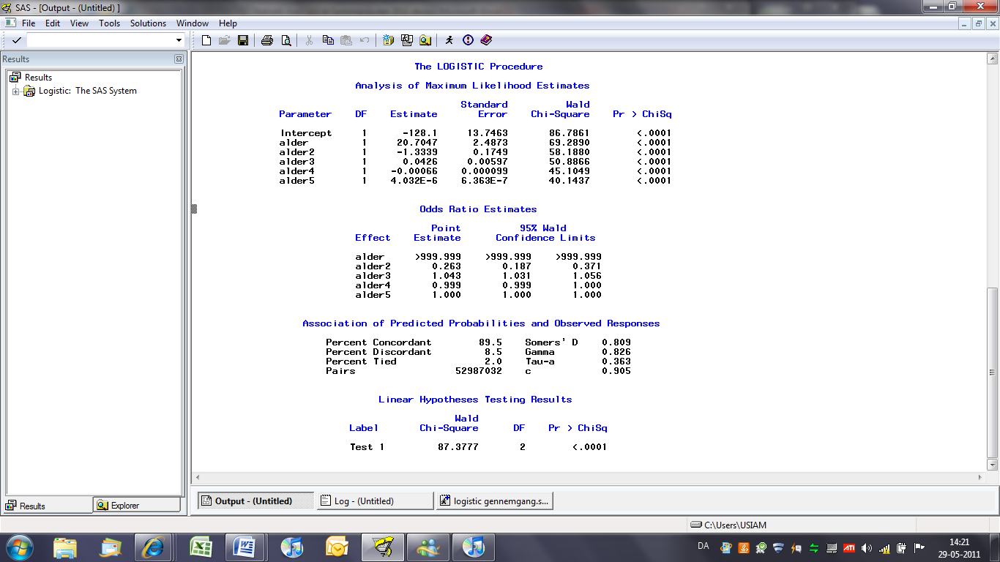 SAS - [Output - (Untitled) ]
File Edit View Tools Solutions Window Help
Results
Results
Logistic: The SAS System
The LOGISTIC Procedure
Analysis of Maximum Likelihood Estimates
Standard Wald
Parameter DF Estimate Error Chi-Square Pr > ChiSq
Intercept 1 -128.1 13.7463 86.7861 <.0001
alder 1 20.7047 2.4873 69.2890 <.0001
alder2 1 -1.3339 0.1749 58.1880 <.0001
alder3 1 0.0426 0.00597 50.8866 <.0001
alder4 1 -0.00066 0.000099 45.1049 <.0001
alder5 1 4.032E-6 6.363E-7 40.1437 <.0001
Odds Ratio Estimates
Point 95% Wald
Effect Estimate Confidence Limits
alder >999.999 >999.999 >999.999
alder2 0.263 0.187 0.371
alder3 1.043 1.031 1.056
alder4 0.999 0.999 1.000
alder5 1.000 1.000 1.000
Association of Predicted Probabilities and Observed Responses
Percent Concordant 89.5 Somers' D 0.809
Percent Discordant 8.5 Gamma 0.826
Percent Tied 2.0 Tau-a 0.363
Pairs 52987032 c 0.905
Linear Hypotheses Testing Results
Wald
Label Chi-Square DF Pr > ChiSq
Test 1 87.3777 2 <.0001
Results Explorer
Output - (Untitled) Log - (Untitled) logistic gennemgang.s...
C:\Users\USIAM
DA ATI 14:21
29-05-2011